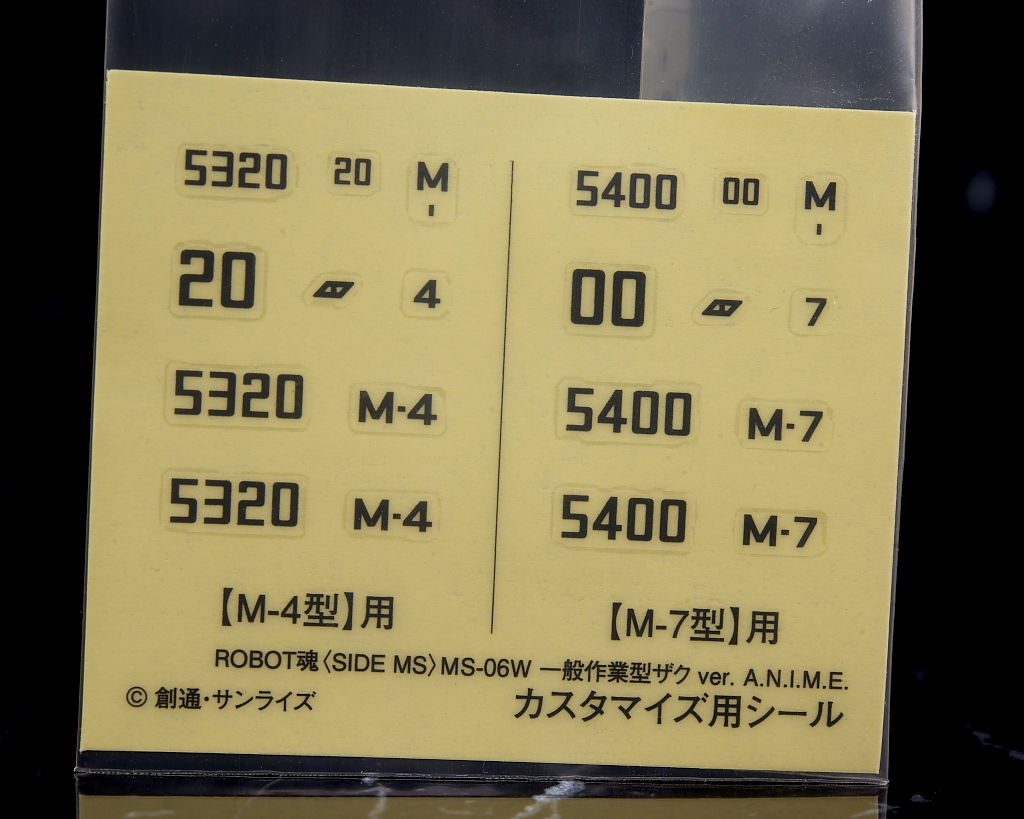 5320 20 M
20 4
5320 M-4
5320 M-4
【M-4型】用
5400 00 M
00 7
5400 M-7
5400 M-7
【M-7型】用
ROBOT魂〈SIDE MS〉MS-06W 一般作業型ザク ver. A.N.I.M.E.
© 創通・サンライズ
カスタマイズ用シール